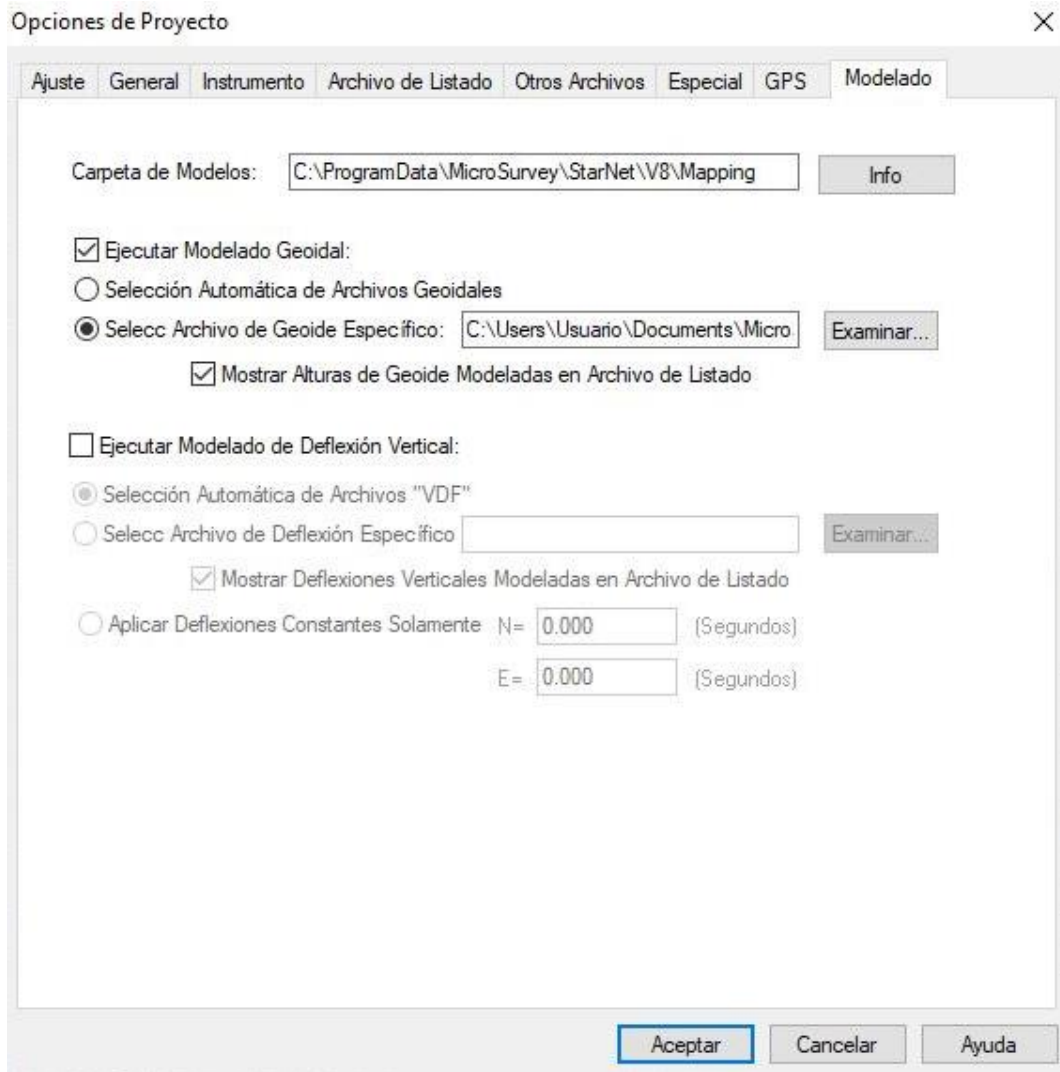 Opciones de Proyecto
Ajuste General Instrumento Archivo de Listado Otros Archivos Especial GPS Modelado
Carpeta de Modelos: C:\ProgramData\MicroSurvey\StarNet\V8\Mapping Info
Ejecutar Modelado Geoidal:
Selección Automática de Archivos Geoidales
Selecc Archivo de Geoide Específico: C:\Users\Usuario\Documents\Micro. Examinar...
Mostrar Alturas de Geoide Modeladas en Archivo de Listado
Ejecutar Modelado de Deflexión Vertical:
Selección Automática de Archivos "VDF"
Selecc Archivo de Deflexión Específico Examinar...
Mostrar Deflexiones Verticales Modeladas en Archivo de Listado
Aplicar Deflexiones Constantes Solamente N= 0.000 (Segundos)
E= 0.000 (Segundos)
Aceptar Cancelar Ayuda